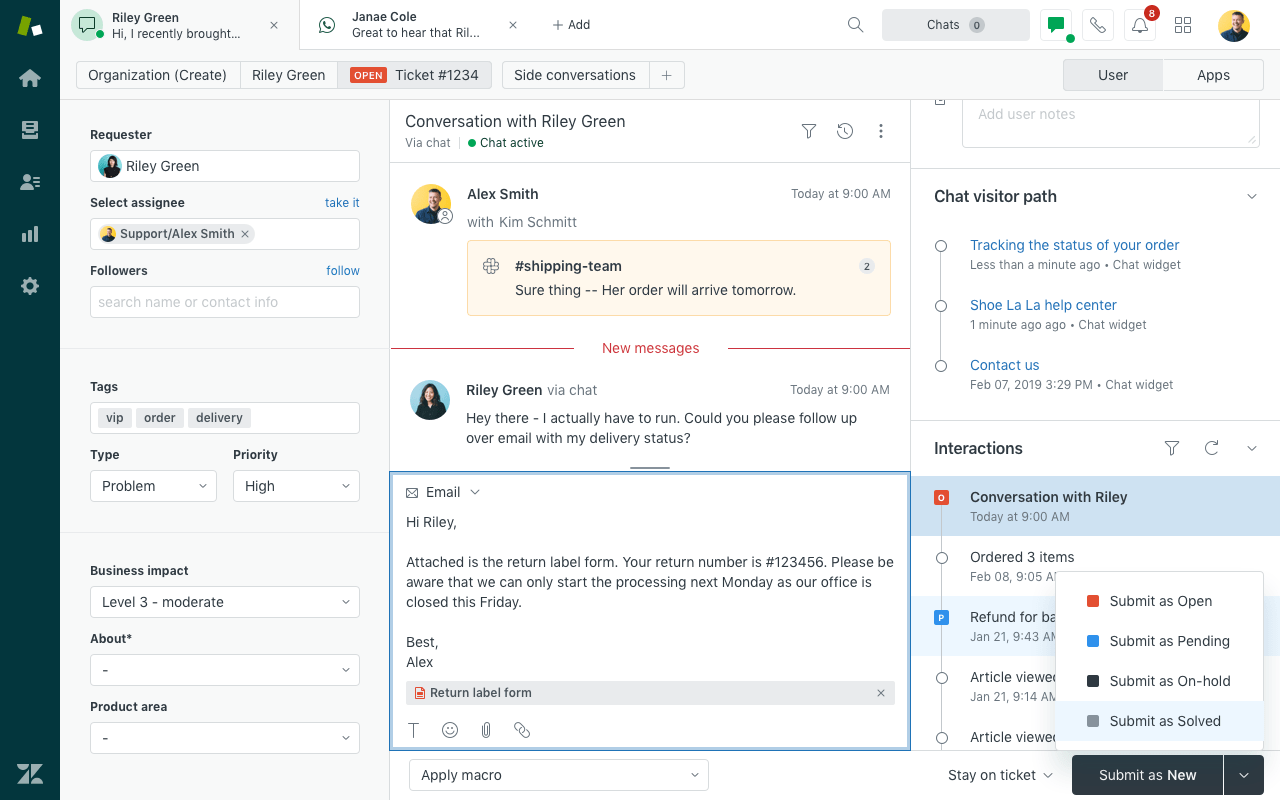 Riley Green
Hi, I recently brought...
Janae Cole
Great to hear that Ril...
Add
Chats 0
8
Organization (Create)
Riley Green
OPEN Ticket #1234
Side conversations
User
Apps
Requester
Riley Green
Select assignee
take it
Support/Alex Smith
Followers
follow
search name or contact info
Tags
vip order delivery
Type
Priority
Problem
High
Business impact
Level 3 - moderate
About*
-
Product area
-
Conversation with Riley Green
Via chat
Chat active
Alex Smith
Today at 9:00 AM
with Kim Schmitt
#shipping-team
2
Sure thing -- Her order will arrive tomorrow.
New messages
Riley Green via chat
Today at 9:00 AM
Hey there - I actually have to run. Could you please follow up
over email with my delivery status?
Email
Hi Riley,
Attached is the return label form. Your return number is #123456. Please be
aware that we can only start the processing next Monday as our office is
closed this Friday.
Best,
Alex
Return label form
Apply macro
Add user notes
Chat visitor path
Tracking the status of your order
Less than a minute ago • Chat widget
Shoe La La help center
1 minute ago ago • Chat widget
Contact us
Feb 07, 2019 3:29 PM • Chat widget
Interactions
O
Conversation with Riley
Today at 9:00 AM
Ordered 3 items
Feb 08, 9:05 A
P
Refund for ba
Jan 21, 9:43 AM
Article viewed
Jan 21, 9:14 AM
Article viewed
Submit as Open
Submit as Pending
Submit as On-hold
Submit as Solved
Stay on ticket
Submit as New